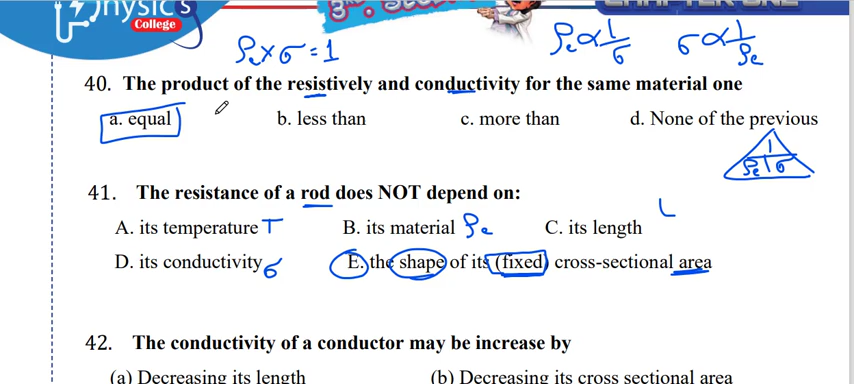 Physics
College
ρₑ × σ = 1
ρₑ ∝ 1/σ
σ ∝ 1/ρₑ
40. The product of the resistively and conductivity for the same material one
a. equal b. less than c. more than d. None of the previous
1
ρₑ σ
41. The resistance of a rod does NOT depend on:
L
A. its temperature T B. its material ρₑ C. its length
D. its conductivity σ E. the shape of its (fixed) cross-sectional area
42. The conductivity of a conductor may be increase by
(a) Decreasing its length (b) Decreasing its cross sectional area